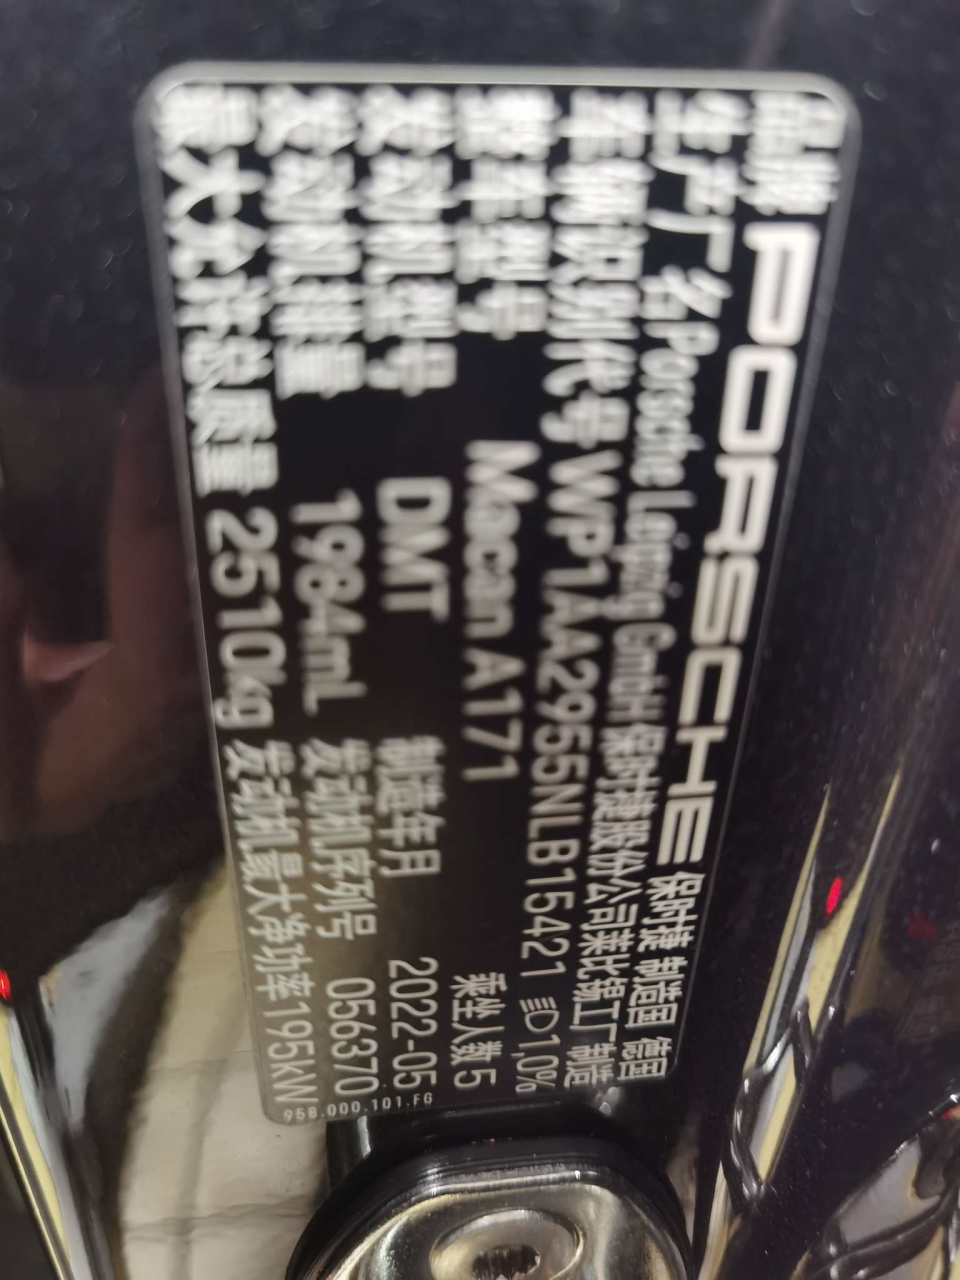 品牌 PORSCHE 保时捷 制造国 德国
生产厂名 Porsche Leipzig GmbH 保时捷股份公司莱比锡工厂制造
车辆识别代号 WP1AA2955NLB15421 1,0%
整车型号 Macan A171 乘坐人数 5
发动机型号 DMT 制造年月 2022-05
发动机排量 1984mL 发动机序列号 056370
最大允许总质量 2510kg 发动机最大净功率 195kW
95B.000.101.FG